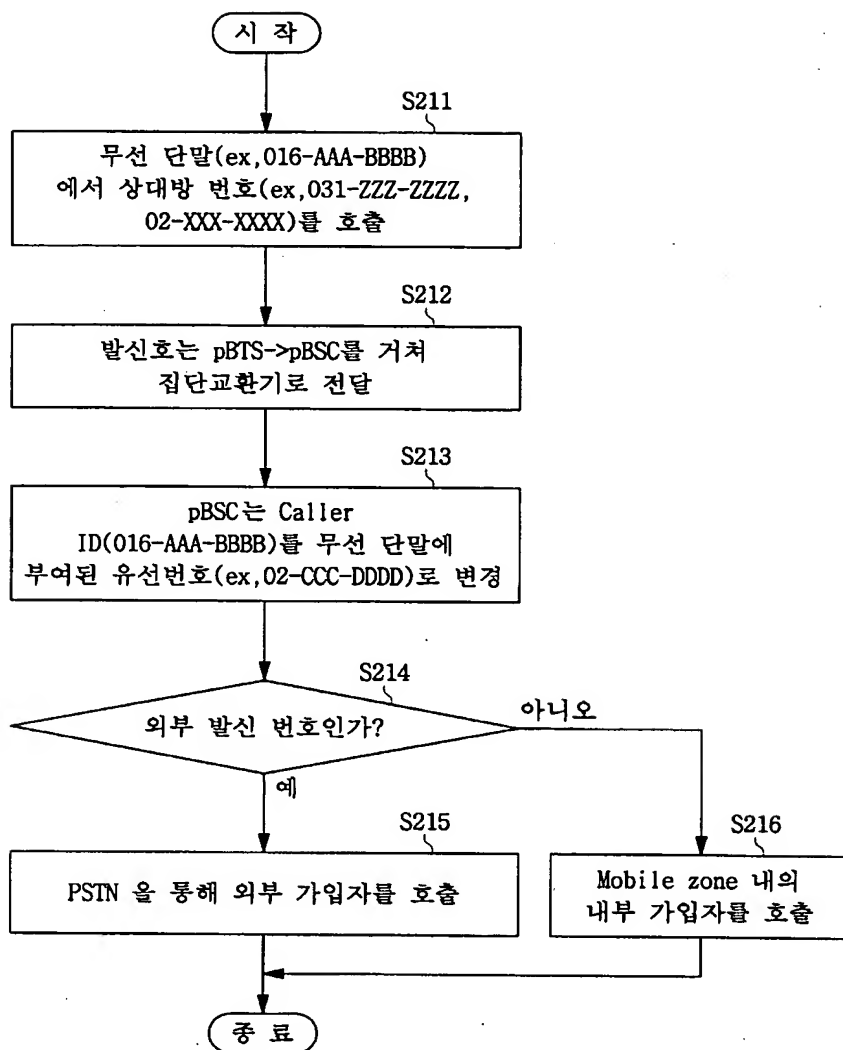 시 작
S211
무선 단말(ex,016-AAA-BBBB)
에서 상대방 번호(ex,031-ZZZ-ZZZZ,
02-XXX-XXXX)를 호출
S212
발신호는 pBTS->pBSC를 거쳐
집단교환기로 전달
S213
pBSC는 Caller
ID(016-AAA-BBBB)를 무선 단말에
부여된 유선번호(ex,02-CCC-DDDD)로 변경
S214
외부 발신 번호인가?
아니오
예
S215
PSTN 을 통해 외부 가입자를 호출
S216
Mobile zone 내의
내부 가입자를 호출
종 료